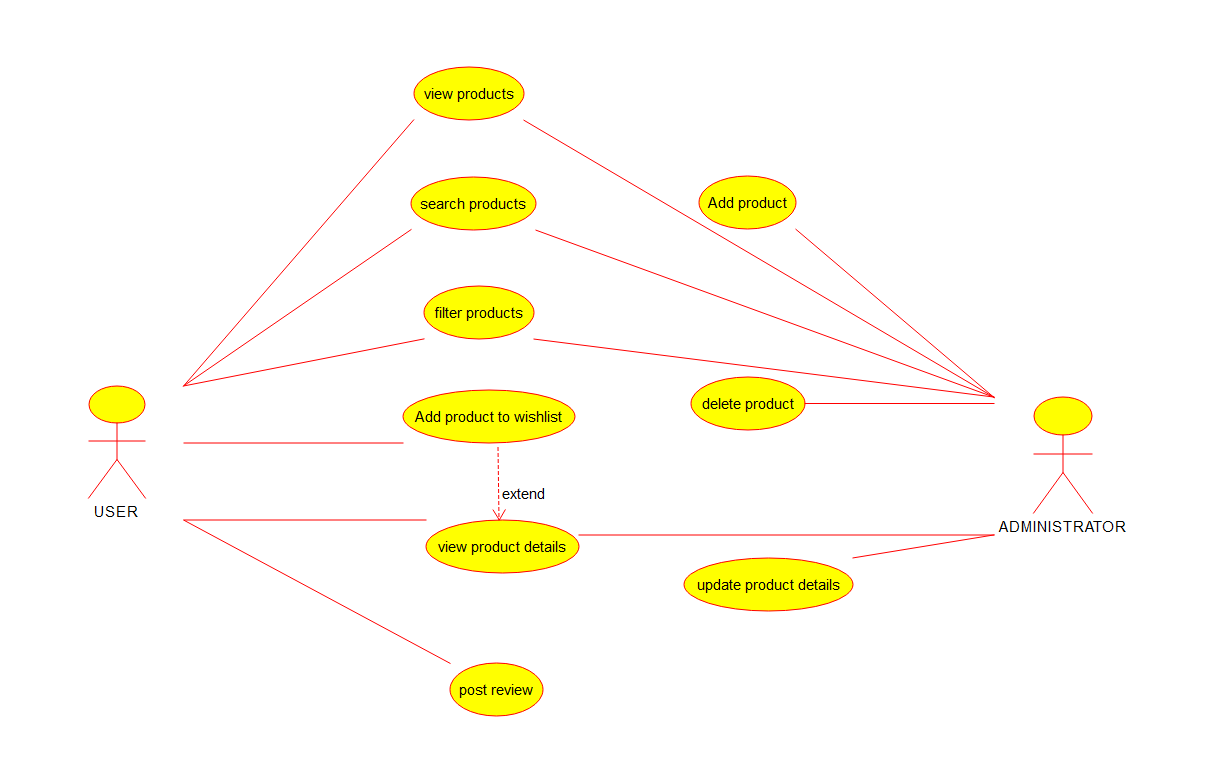 view products
search products
Add product
filter products
delete product
Add product to wishlist
extend
USER
ADMINISTRATOR
view product details
update product details
post review